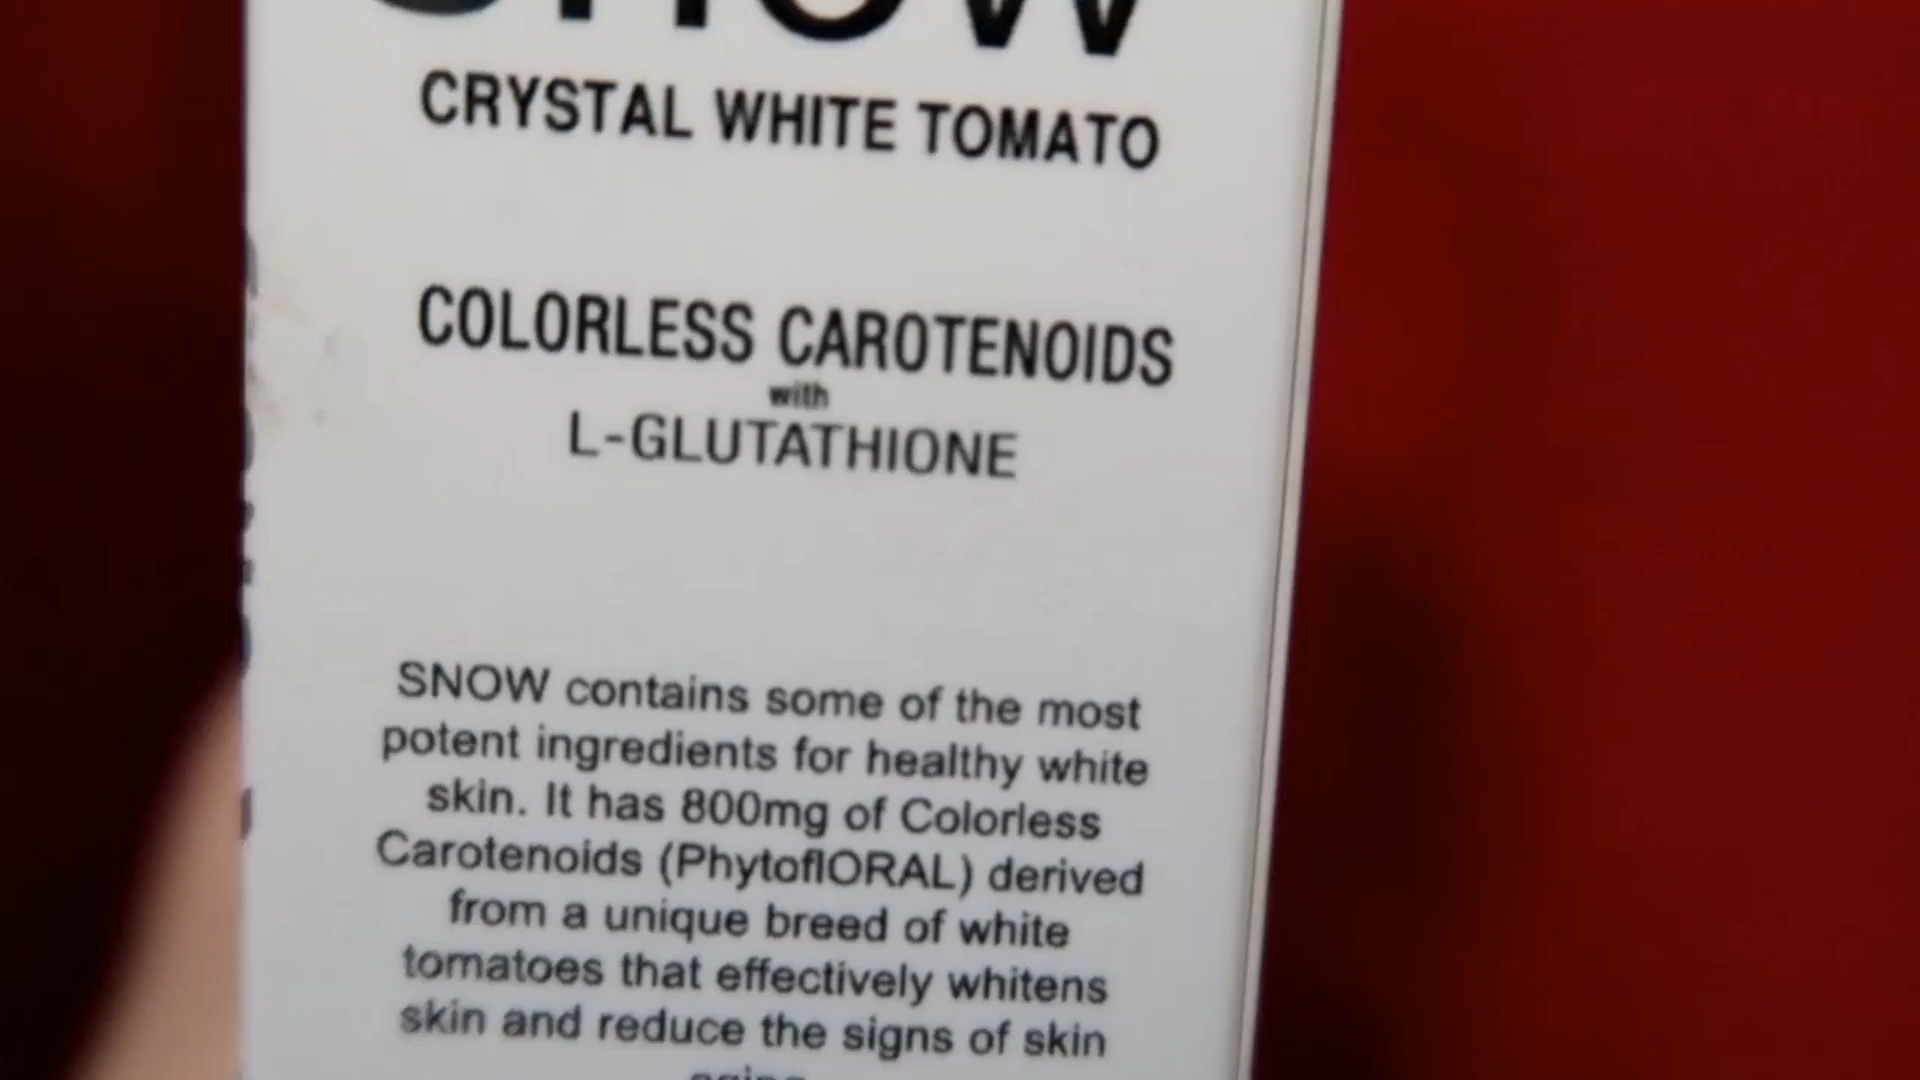 SNOW
CRYSTAL WHITE TOMATO
COLORLESS CAROTENOIDS
with
L-GLUTATHIONE
SNOW contains some of the most
potent ingredients for healthy white
skin. It has 800mg of Colorless
Carotenoids (PhytoflORAL) derived
from a unique breed of white
tomatoes that effectively whitens
skin and reduce the signs of skin
aging